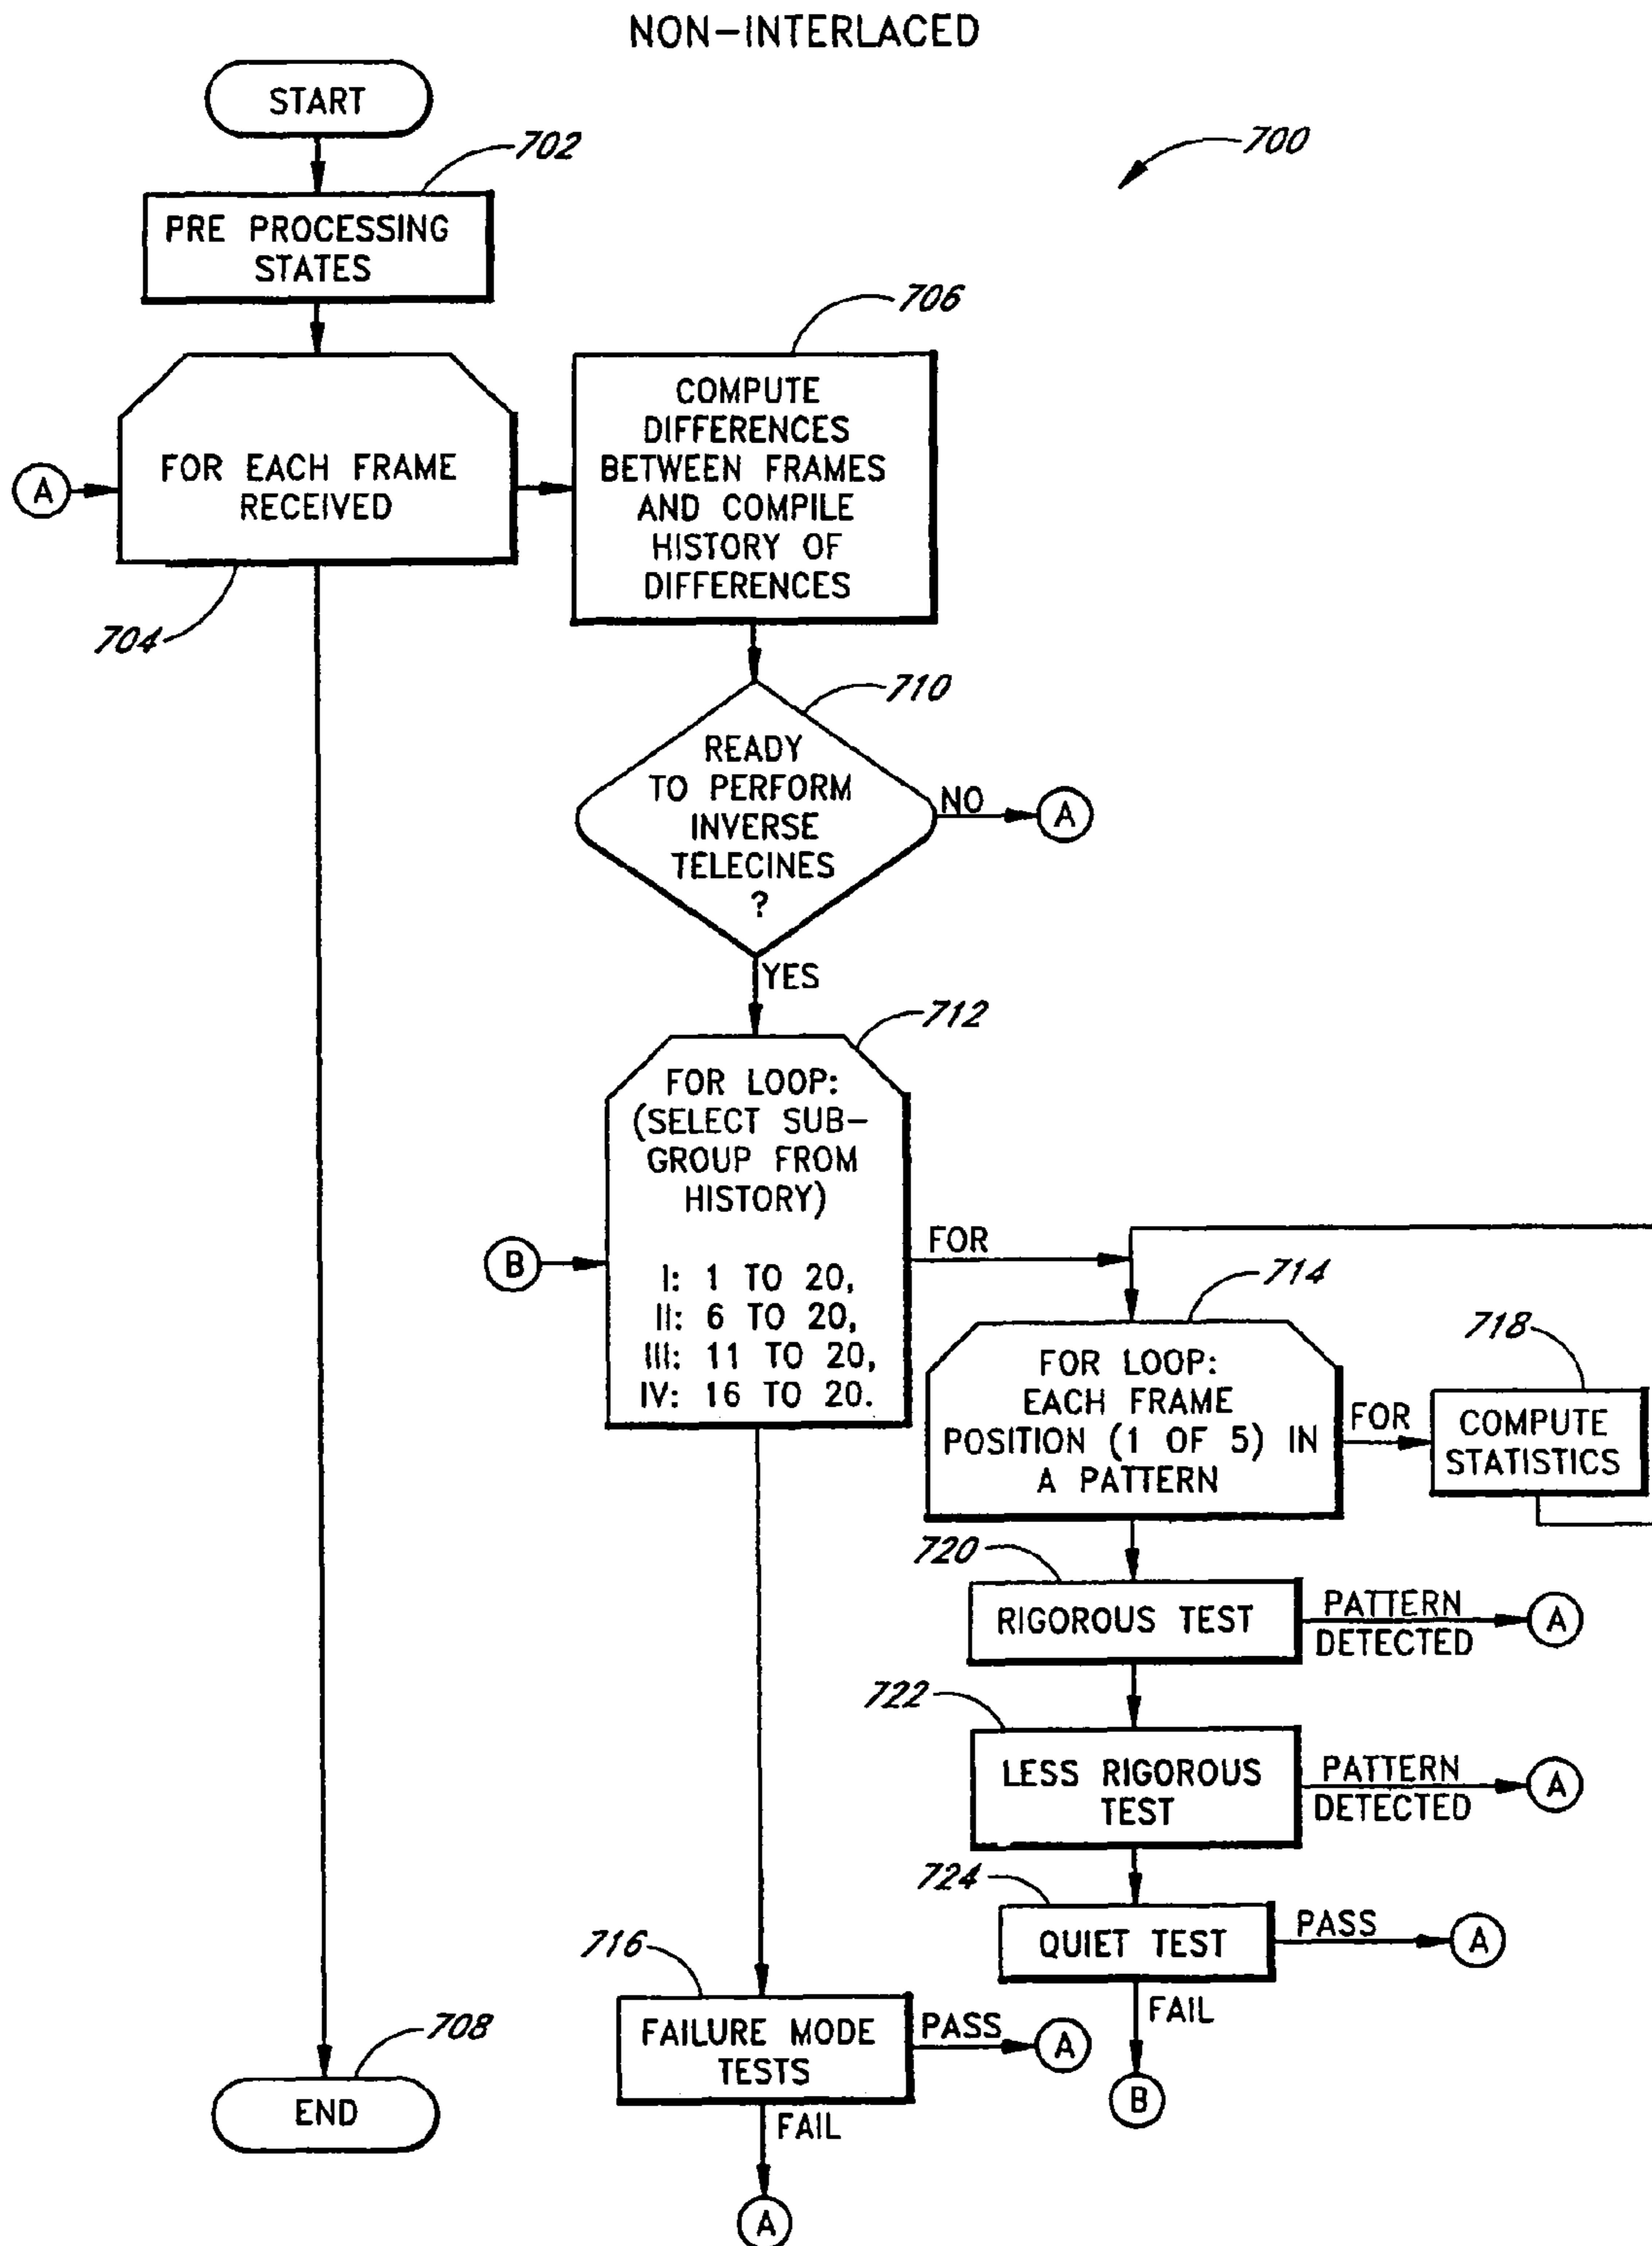 NON-INTERLACED
START
702
700
PRE PROCESSING
STATES
706
COMPUTE
DIFFERENCES
BETWEEN FRAMES
AND COMPILE
HISTORY OF
DIFFERENCES
A
FOR EACH FRAME
RECEIVED
704
710
READY
TO PERFORM
INVERSE
TELECINES
?
NO
A
YES
712
FOR LOOP:
(SELECT SUB-
GROUP FROM
HISTORY)
I: 1 TO 20,
II: 6 TO 20,
III: 11 TO 20,
IV: 16 TO 20.
B
FOR
714
FOR LOOP:
EACH FRAME
POSITION (1 OF 5) IN
A PATTERN
FOR
718
COMPUTE
STATISTICS
720
RIGOROUS TEST
PATTERN
DETECTED
A
722
LESS RIGOROUS
TEST
PATTERN
DETECTED
A
724
QUIET TEST
PASS
A
FAIL
B
716
FAILURE MODE
TESTS
PASS
A
FAIL
A
708
END